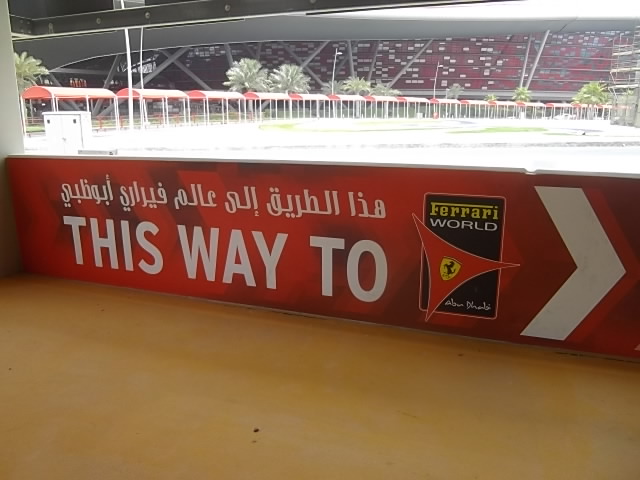 هذا الطريق إلى عالم فيراري أبوظبي
THIS WAY TO
Ferrari
WORLD
Abu Dhabi